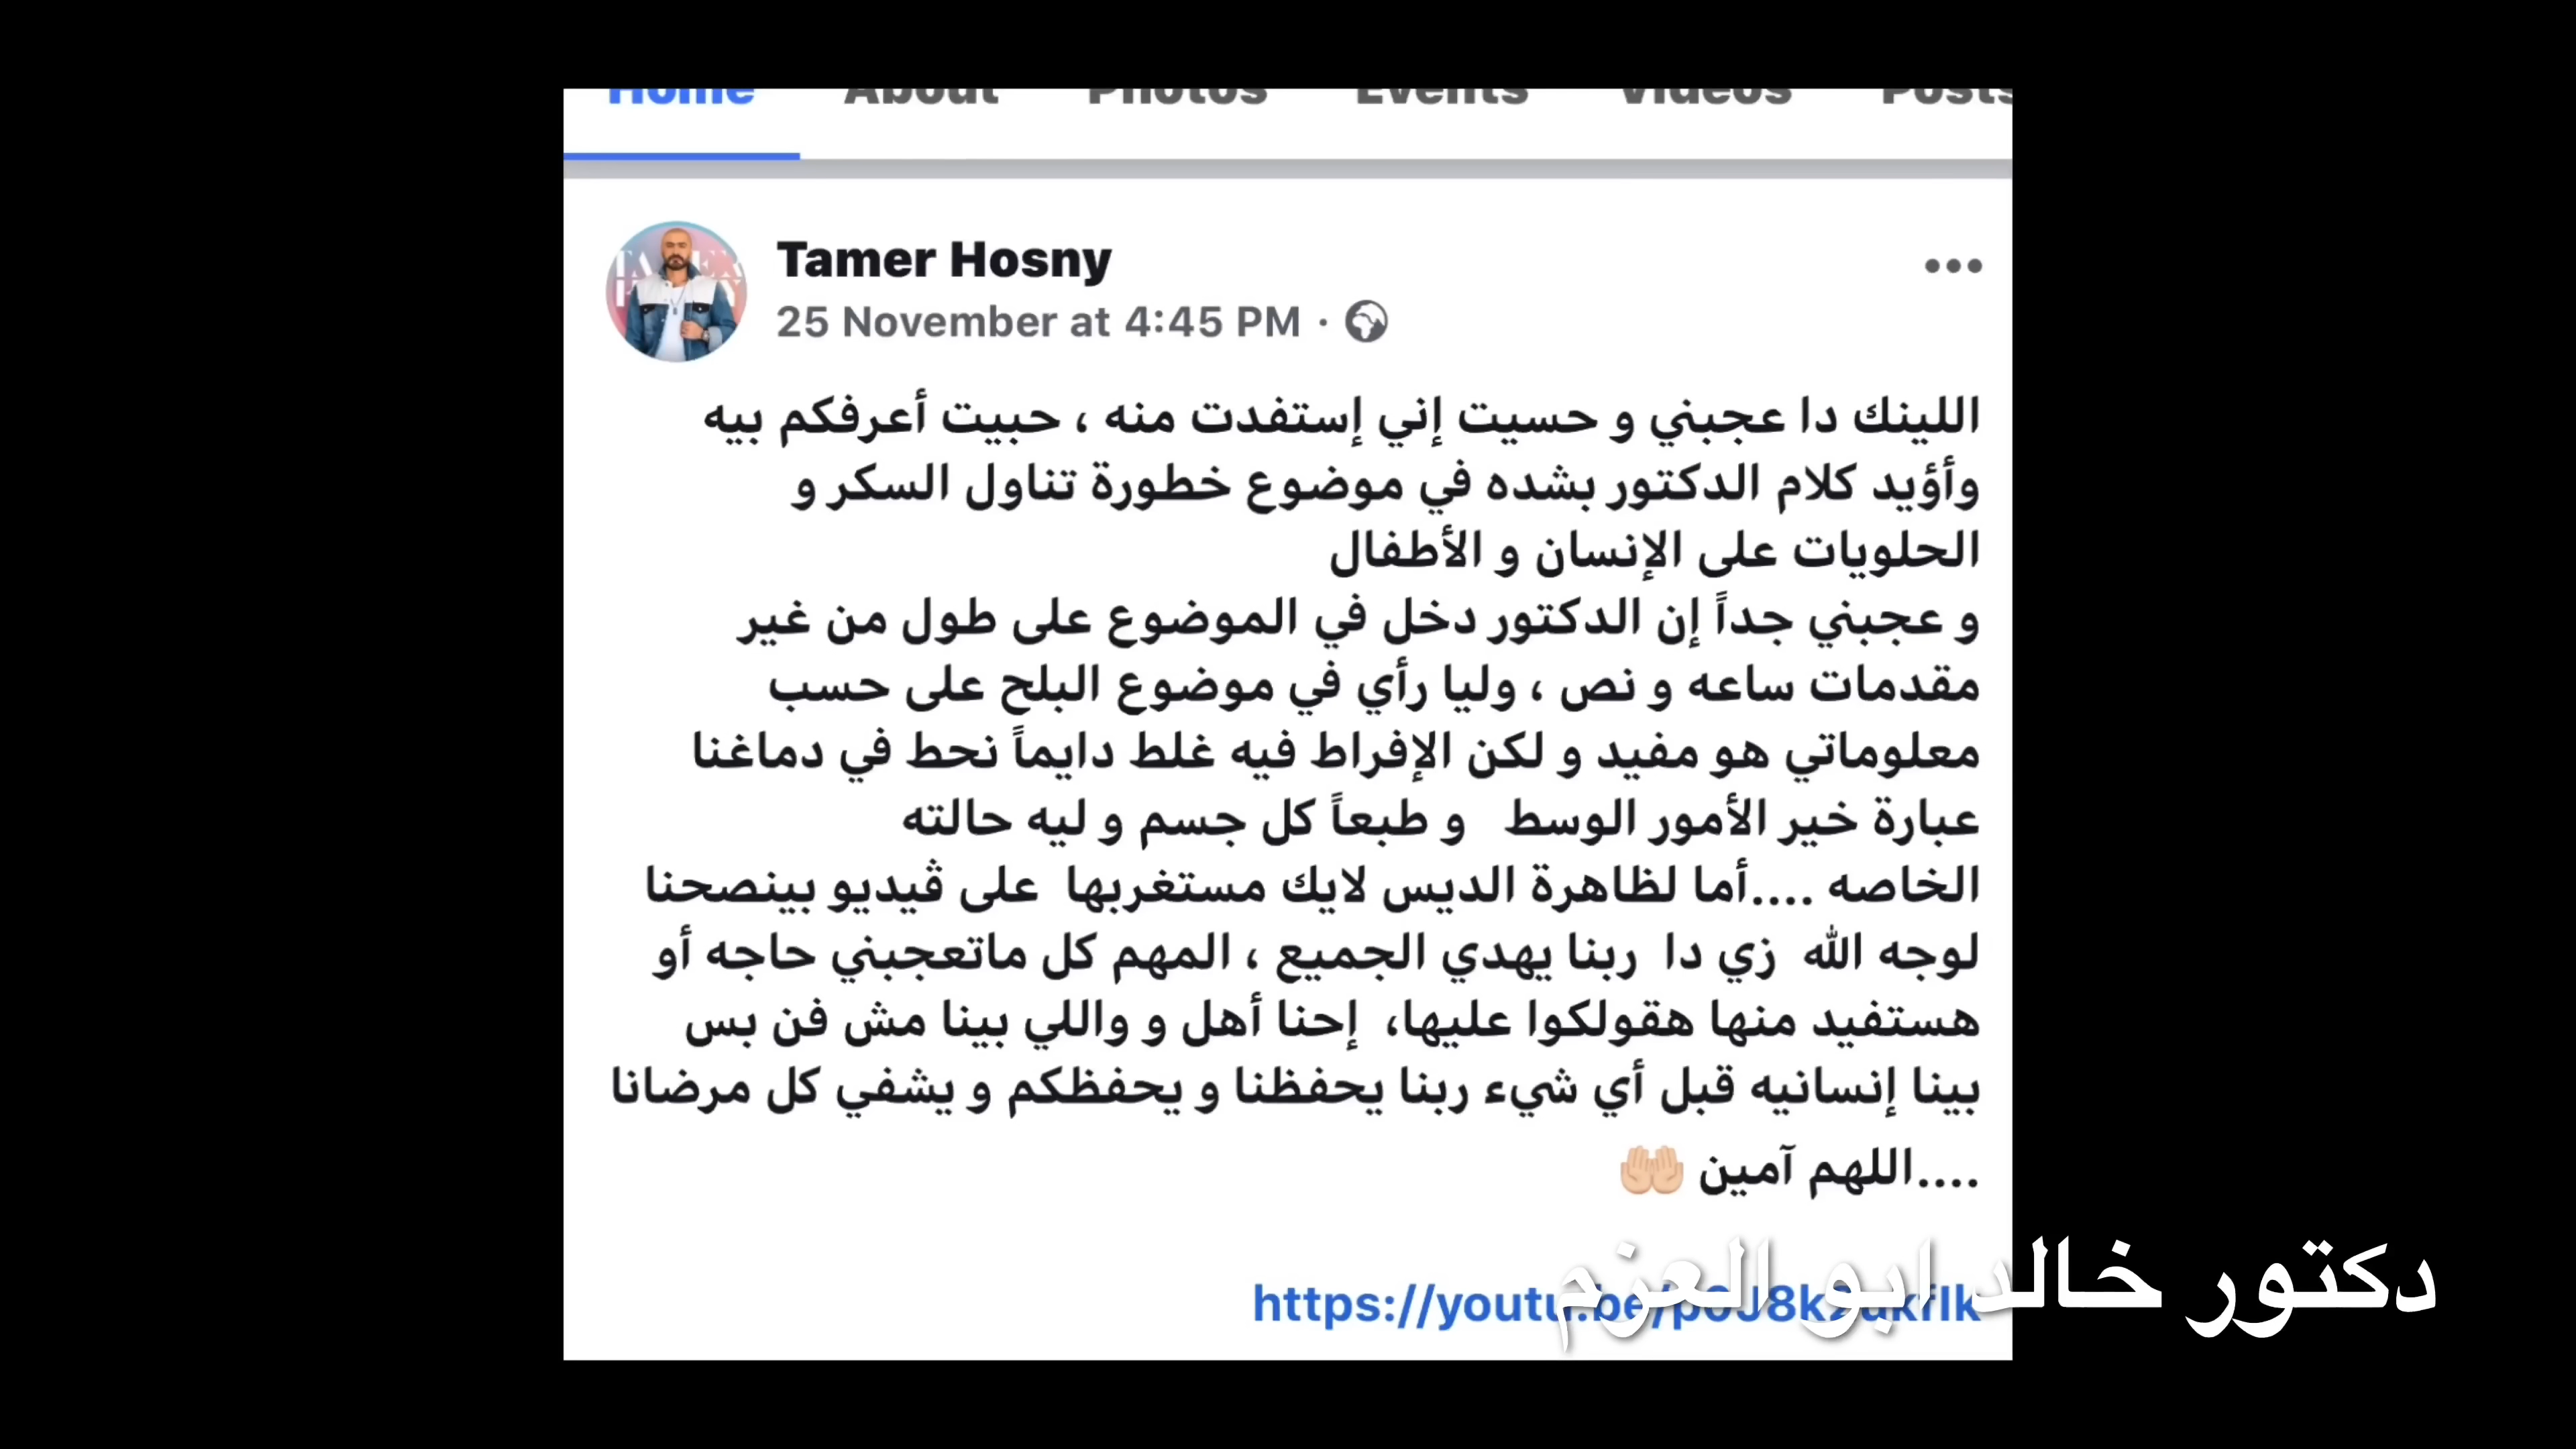 Home About Photos Events Videos Posts
Tamer Hosny
25 November at 4:45 PM ·
اللينك دا عجبني و حسيت إني إستفدت منه ، حبيت أعرفكم بيه
وأؤيد كلام الدكتور بشده في موضوع خطورة تناول السكر و
الحلويات على الإنسان و الأطفال
و عجبني جداً إن الدكتور دخل في الموضوع على طول من غير
مقدمات ساعه و نص ، وليا رأي في موضوع البلح على حسب
معلوماتي هو مفيد و لكن الإفراط فيه غلط دايماً نحط في دماغنا
عبارة خير الأمور الوسط و طبعاً كل جسم و ليه حالته
الخاصه ....أما لظاهرة الديس لايك مستغربها على ڤيديو بينصحنا
لوجه الله زي دا ربنا يهدي الجميع ، المهم كل ماتعجبني حاجه أو
هستفيد منها هقولكوا عليها، إحنا أهل و واللي بينا مش فن بس
بينا إنسانيه قبل أي شيء ربنا يحفظنا و يحفظكم و يشفي كل مرضانا
....اللهم آمين 🤲🏼
دكتور خالد ابو العزم